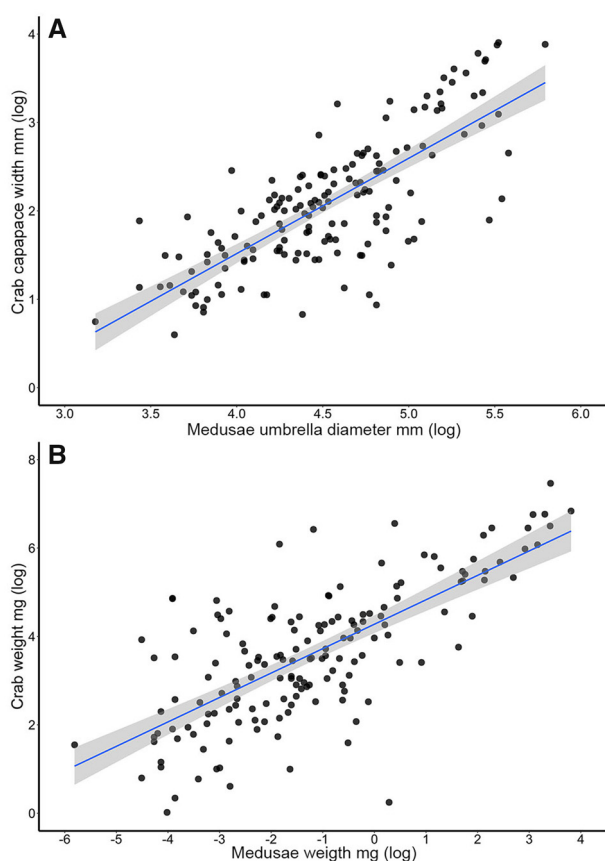 A
Crab capapace width mm (log)
4
3
2
1
0
3.0 3.5 4.0 4.5 5.0 5.5 6.0
Medusae umbrella diameter mm (log)
B
Crab weight mg (log)
8
6
4
2
0
-6 -5 -4 -3 -2 -1 0 1 2 3 4
Medusae weigth mg (log)